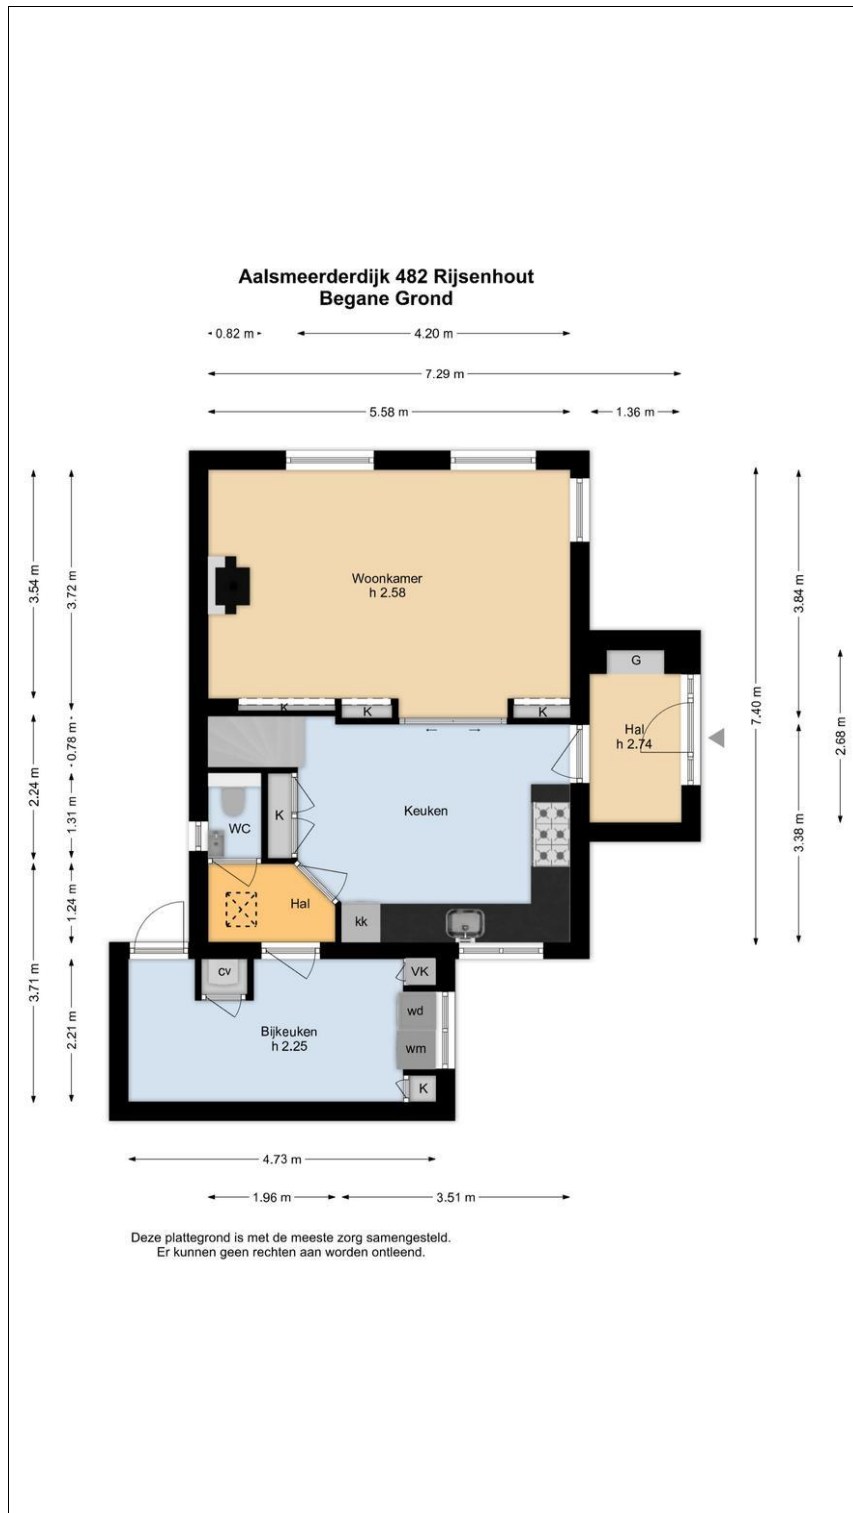 Aalsmeerderdijk 482 Rijsenhout
Begane Grond
0.82 m
4.20 m
7.29 m
5.58 m
1.36 m
3.54 m
3.72 m
Woonkamer
h 2.58
3.84 m
7.40 m
G
K
K
K
Hal
h 2.74
2.68 m
0.78 m
2.24 m
1.31 m
WC
K
Keuken
3.38 m
1.24 m
Hal
kk
3.71 m
2.21 m
cv
VK
wd
wm
K
Bijkeuken
h 2.25
4.73 m
1.96 m
3.51 m
Deze plattegrond is met de meeste zorg samengesteld.
Er kunnen geen rechten aan worden ontleend.